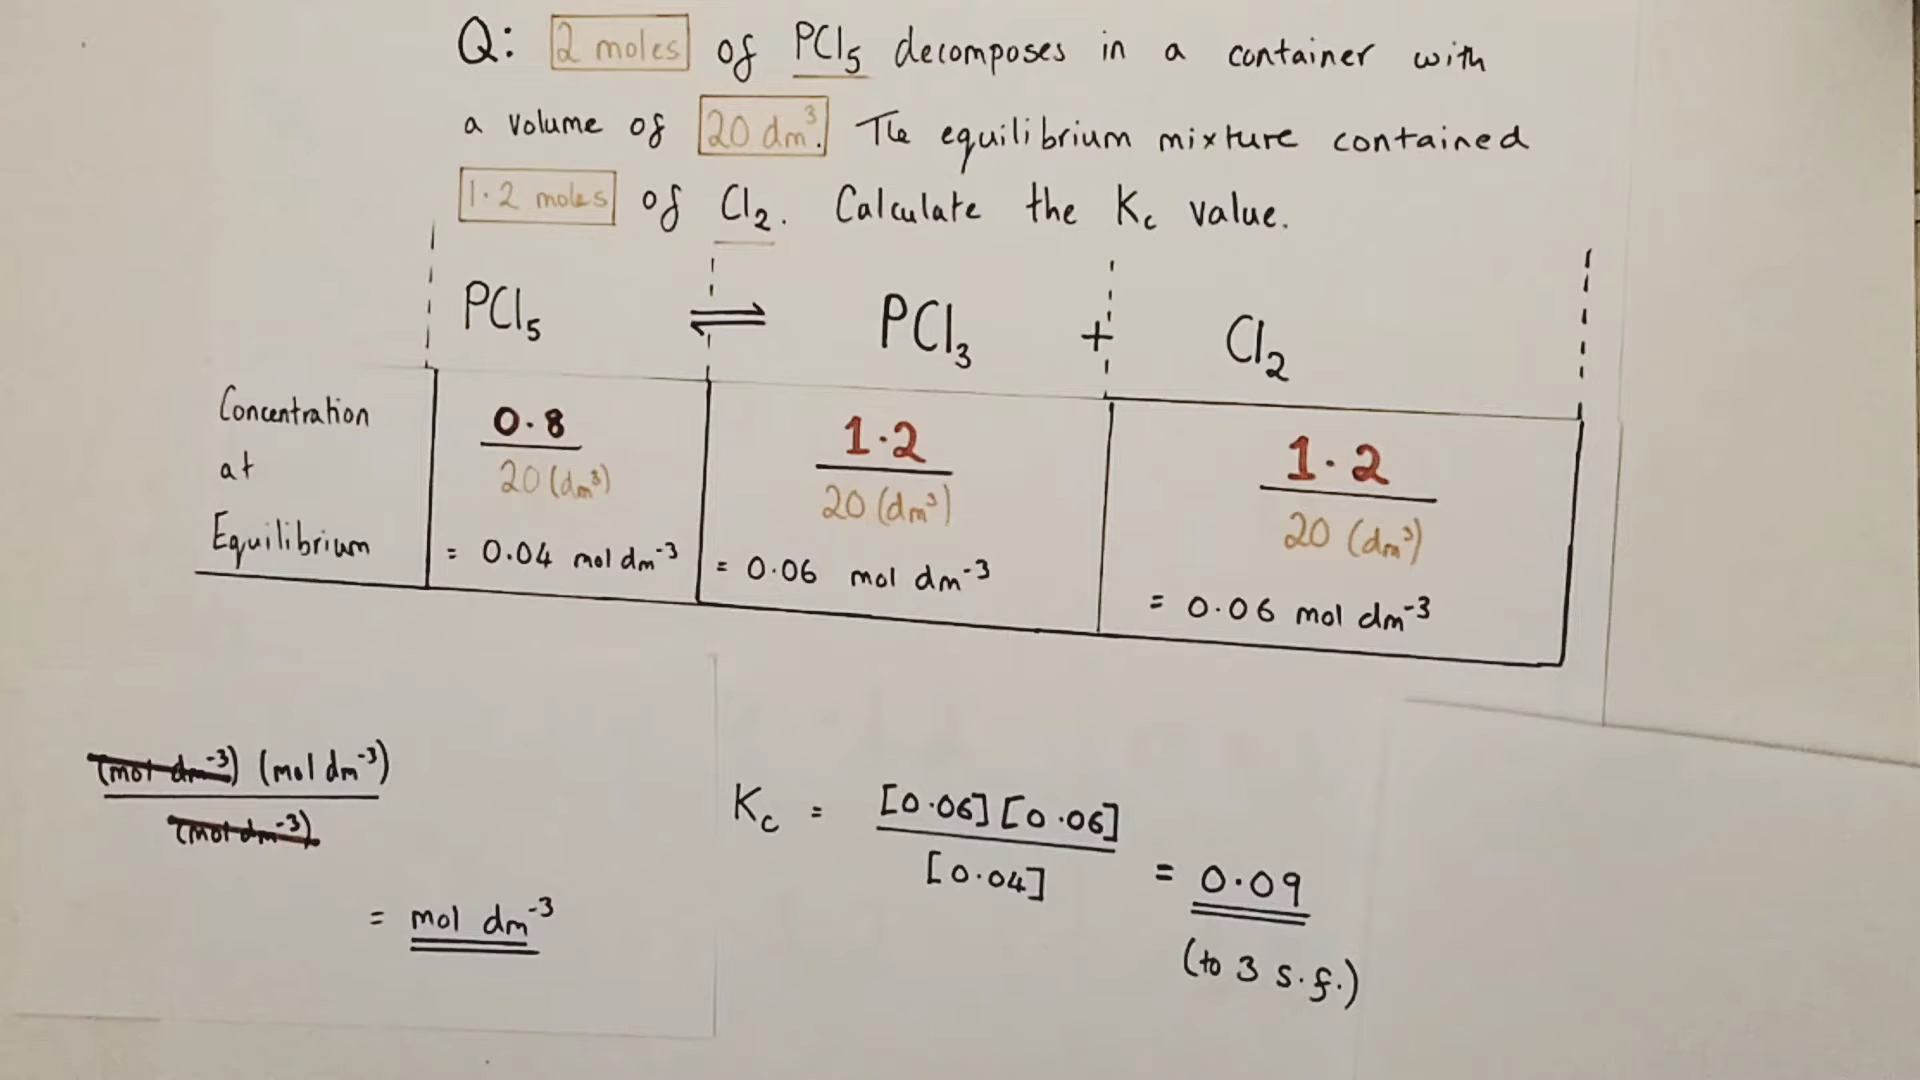 Q: 2 moles of PCl₅ decomposes in a container with
a volume of 20 dm³. The equilibrium mixture contained
1.2 moles of Cl₂. Calculate the Kc value.
PCl₅ ⇌ PCl₃ + Cl₂
Concentration
at
Equilibrium
0.8
20 (dm³)
= 0.04 mol dm⁻³
1.2
20 (dm³)
= 0.06 mol dm⁻³
1.2
20 (dm³)
= 0.06 mol dm⁻³
(mol dm⁻³) (mol dm⁻³)
(mol dm⁻³)
= mol dm⁻³
Kc = [0.06] [0.06]
[0.04]
= 0.09
(to 3 s.f.)